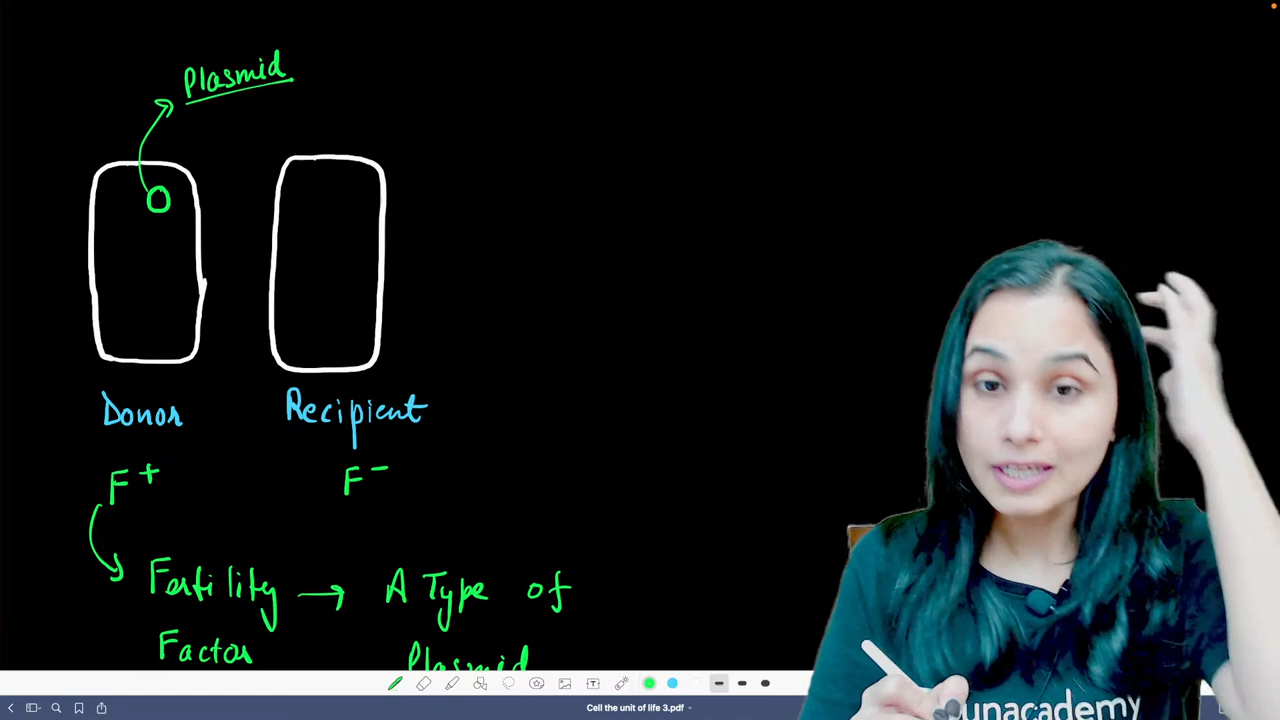 Plasmid
Donor Recipient
F+ F-
Fertility → A Type of
Factor Plasmid
Cell the unit of life 3.pdf
unacademy